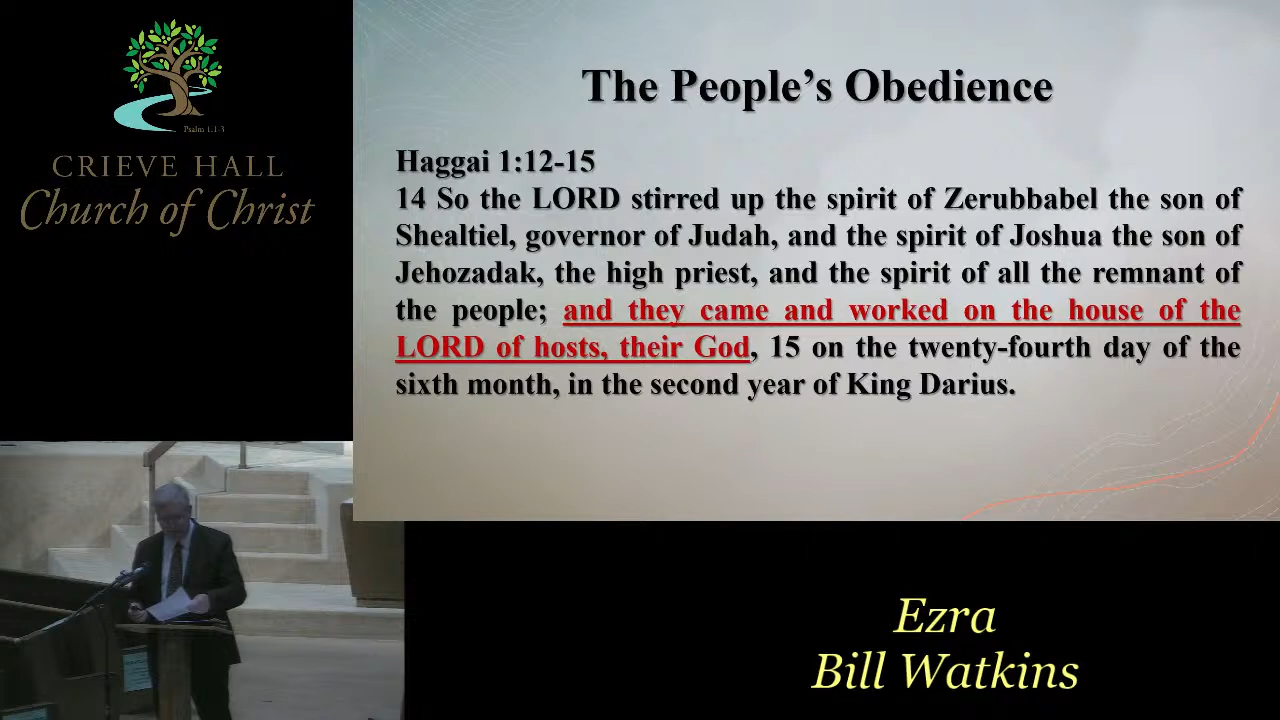 Psalm 1.1-3
CRIEVE HALL
Church of Christ
The People’s Obedience
Haggai 1:12-15
14 So the LORD stirred up the spirit of Zerubbabel the son of
Shealtiel, governor of Judah, and the spirit of Joshua the son of
Jehozadak, the high priest, and the spirit of all the remnant of
the people; and they came and worked on the house of the
LORD of hosts, their God, 15 on the twenty-fourth day of the
sixth month, in the second year of King Darius.
Ezra
Bill Watkins